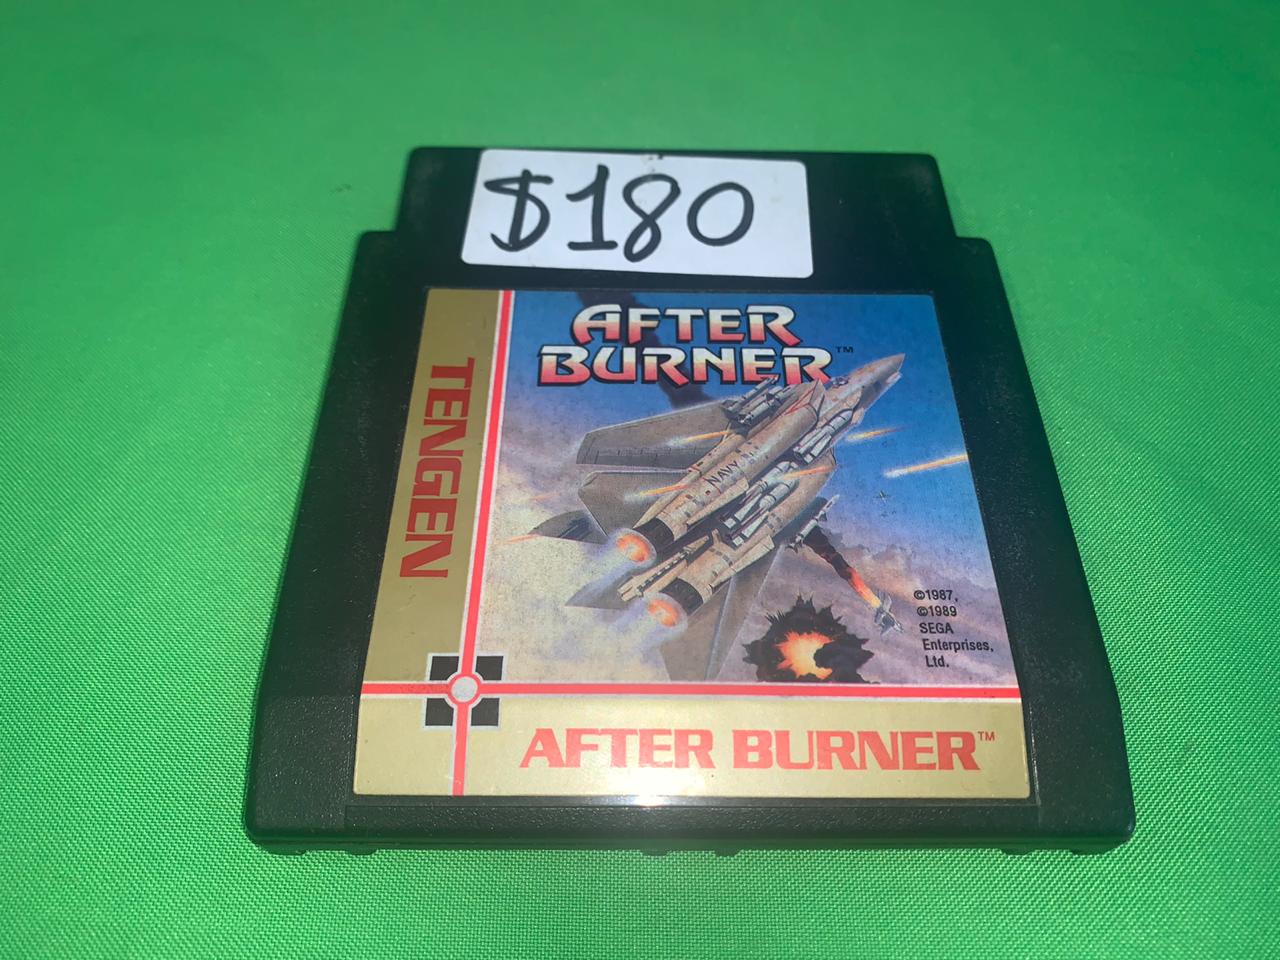 $180
AFTER
BURNER™
TENGEN
NAVY
©1987,
©1989
SEGA
Enterprises,
Ltd.
AFTER BURNER™